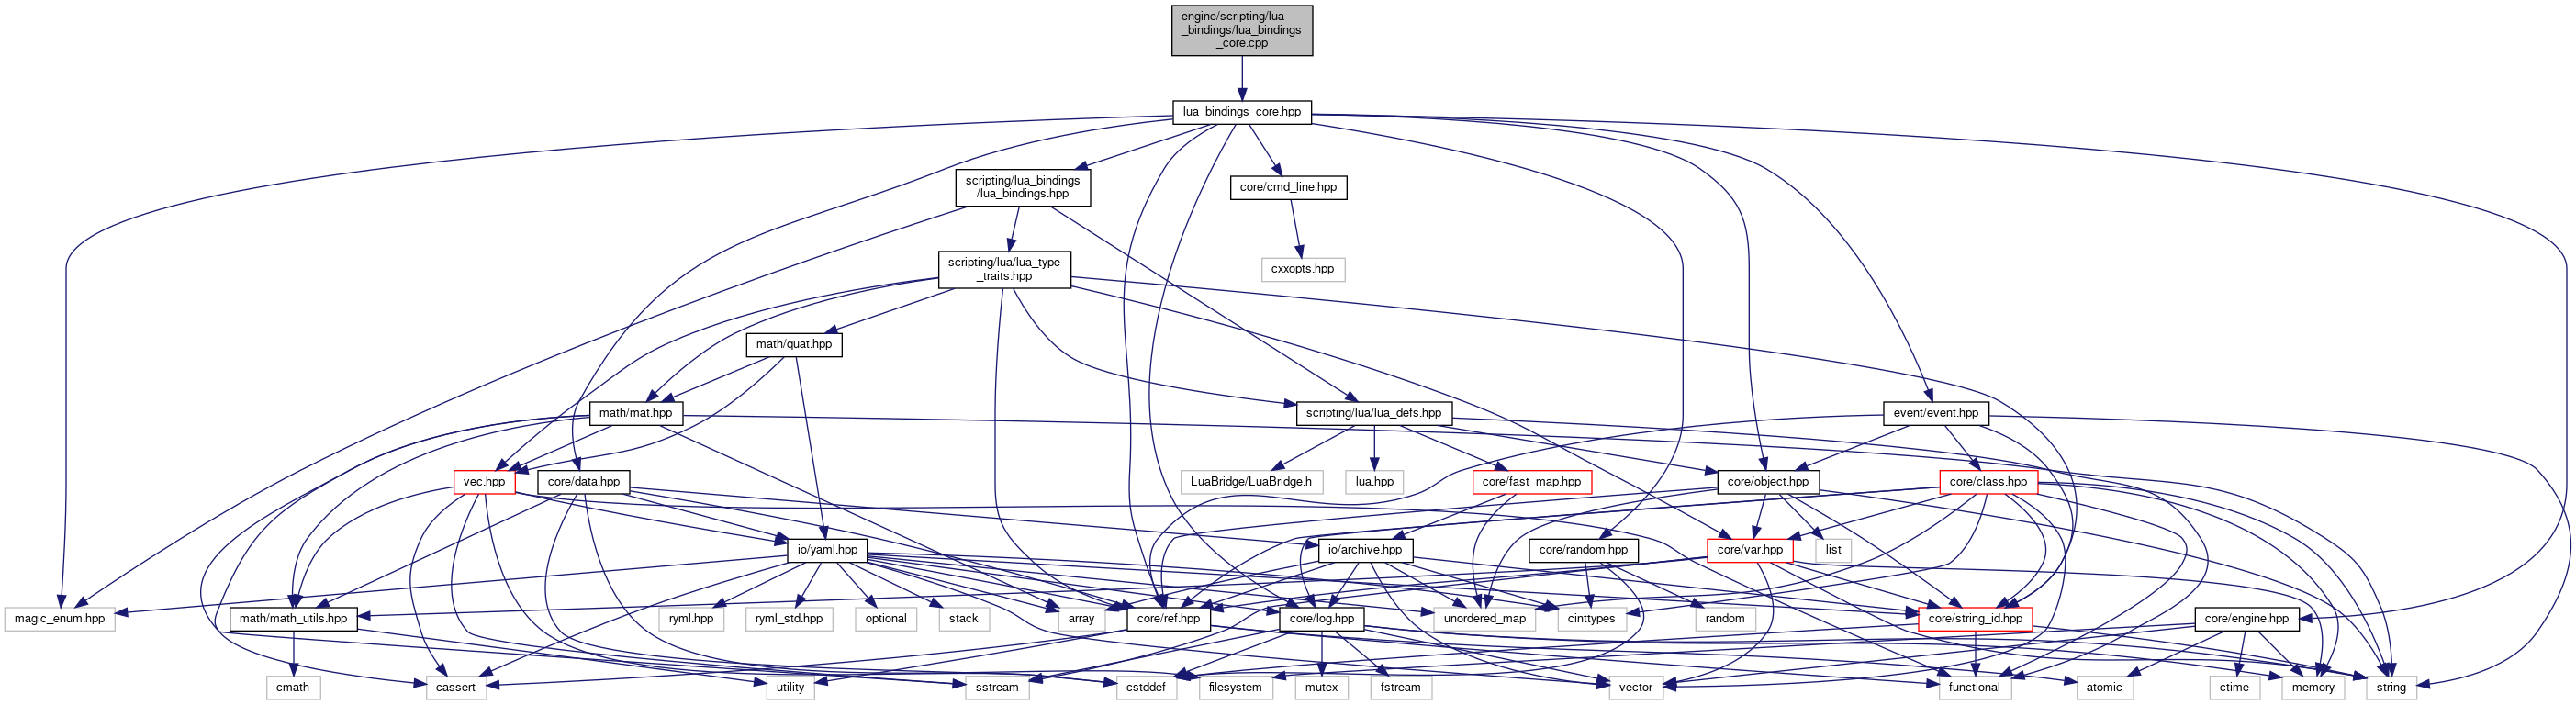 engine/scripting/lua
_bindings/lua_bindings
_core.cpp
lua_bindings_core.hpp
scripting/lua_bindings
/lua_bindings.hpp
core/cmd_line.hpp
scripting/lua/lua_type
_traits.hpp
cxxopts.hpp
math/quat.hpp
math/mat.hpp
scripting/lua/lua_defs.hpp
event/event.hpp
vec.hpp
core/data.hpp
LuaBridge/LuaBridge.h
lua.hpp
core/fast_map.hpp
core/object.hpp
core/class.hpp
io/yaml.hpp
io/archive.hpp
core/random.hpp
core/var.hpp
list
magic_enum.hpp
math/math_utils.hpp
ryml.hpp
ryml_std.hpp
optional
stack
array
core/ref.hpp
core/log.hpp
unordered_map
cinttypes
random
core/string_id.hpp
core/engine.hpp
cmath
cassert
utility
sstream
cstddef
filesystem
mutex
fstream
vector
functional
atomic
ctime
memory
string